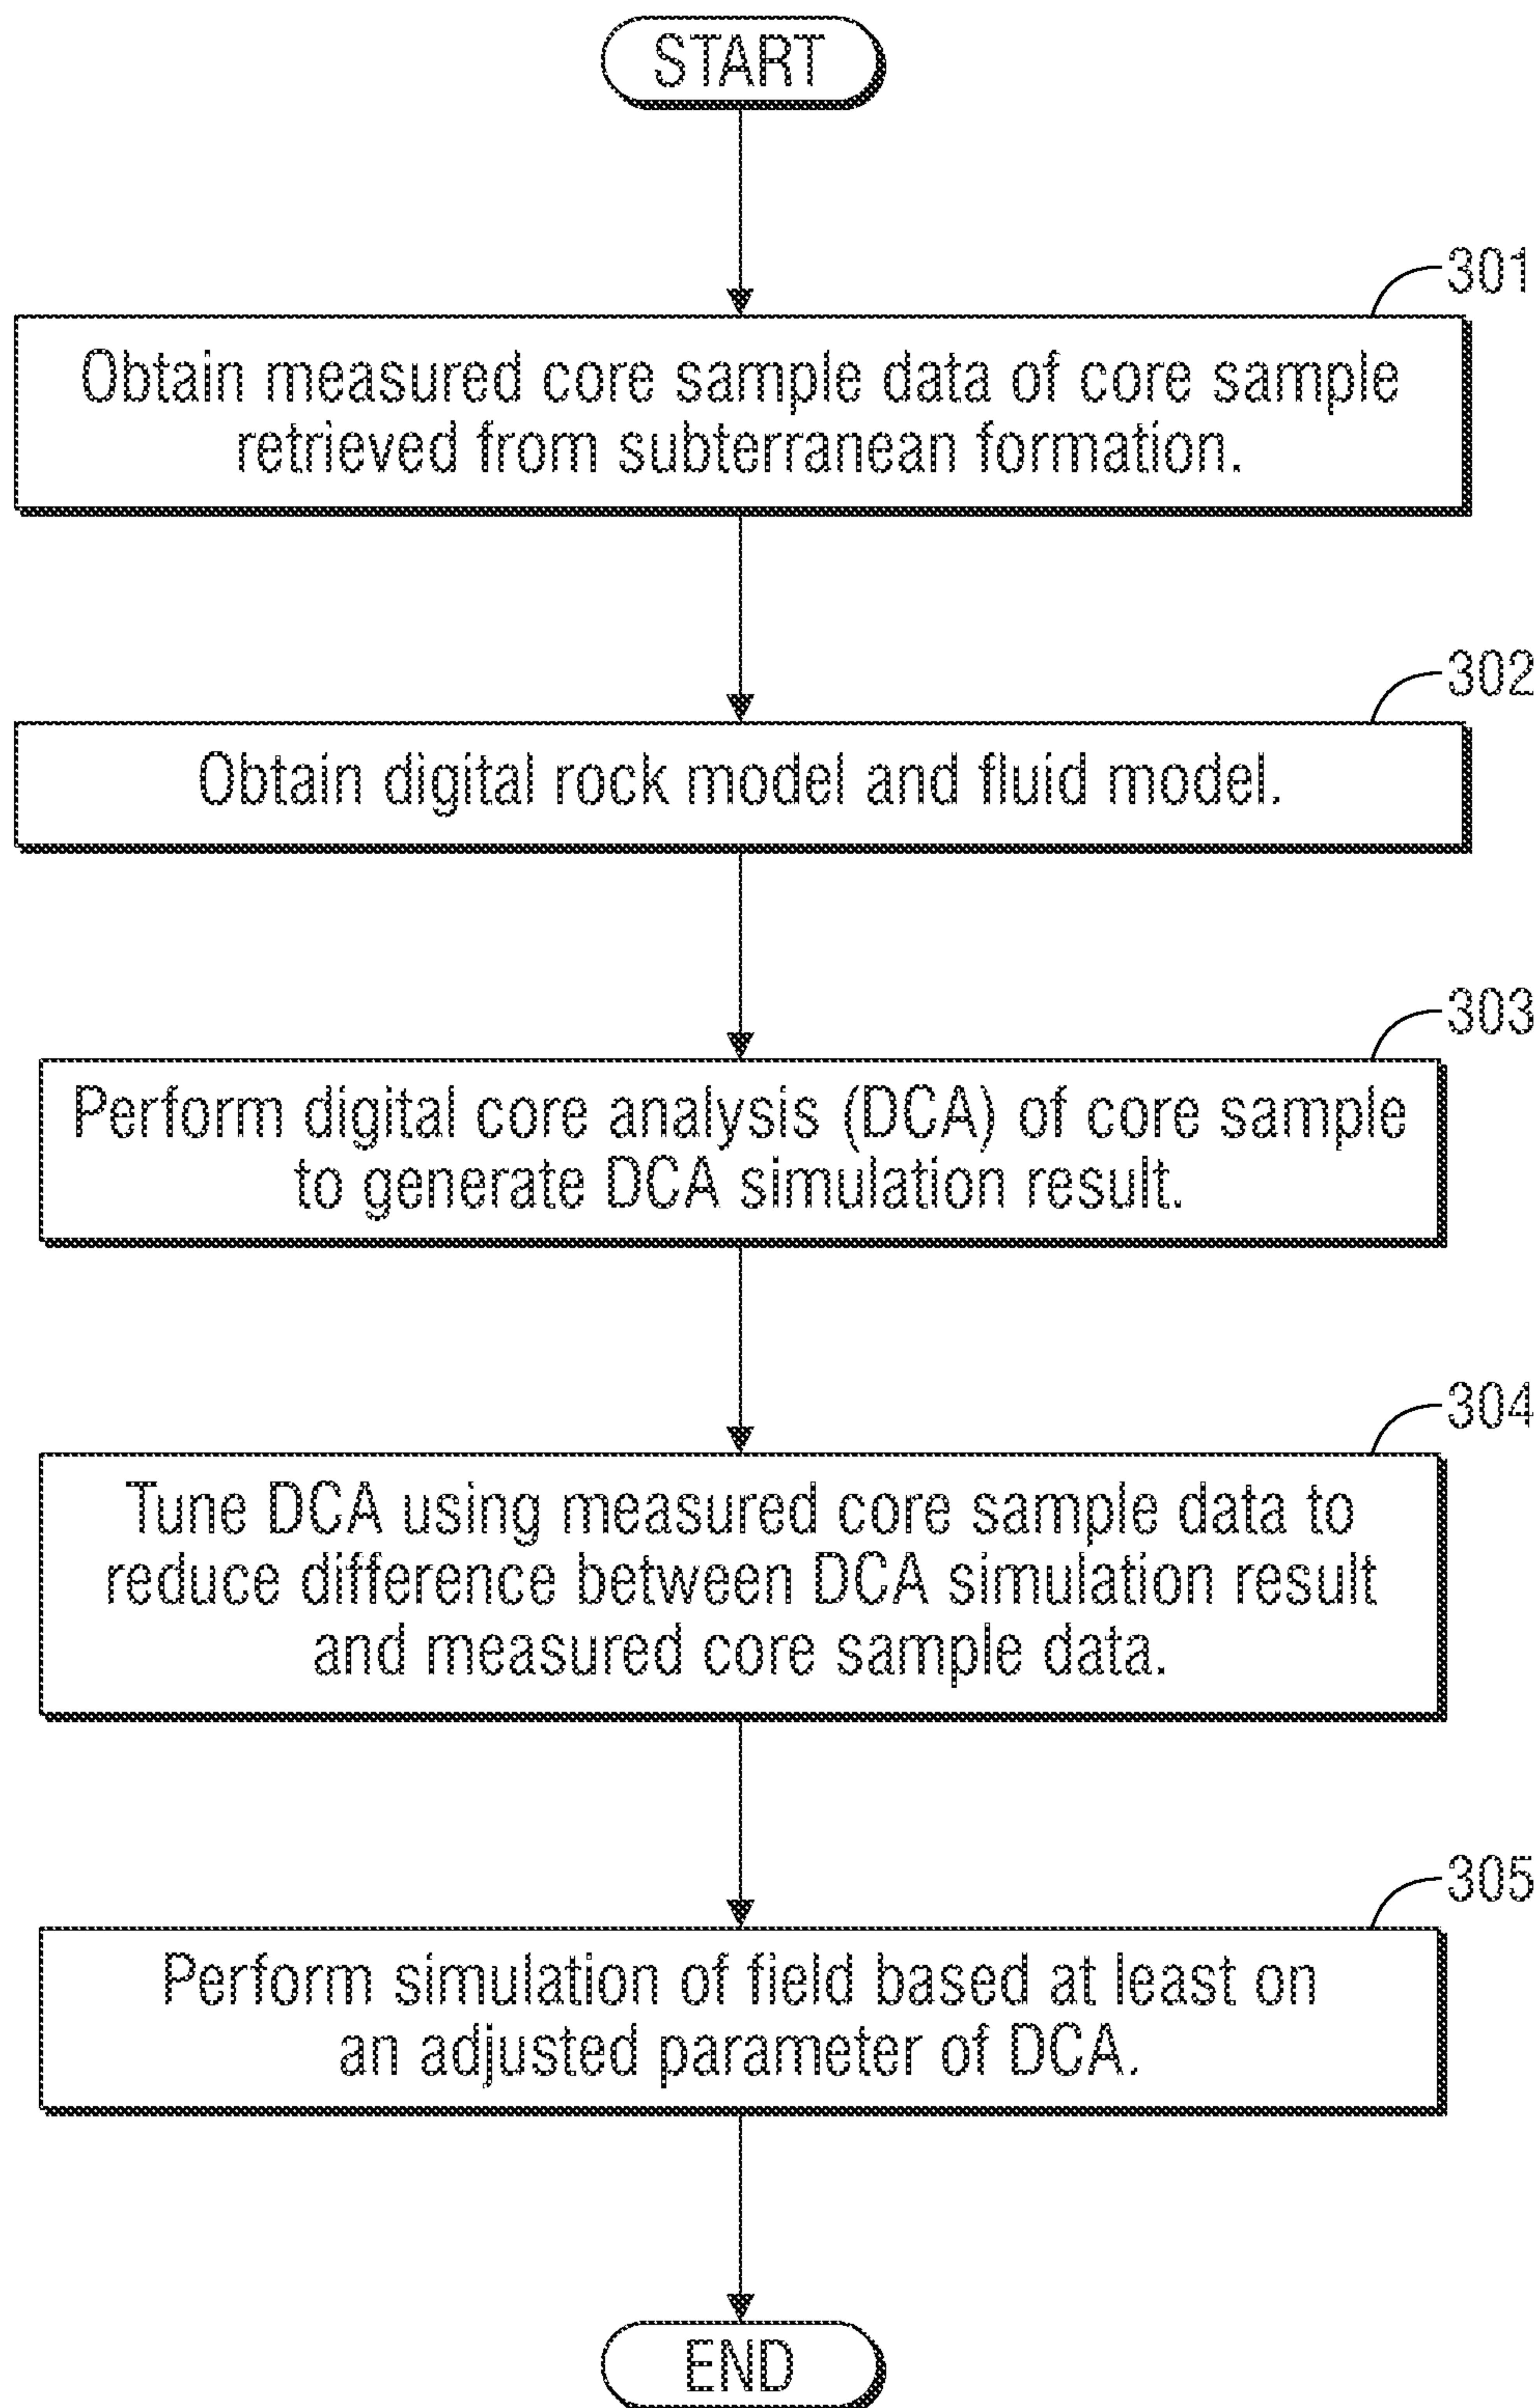 START
301
Obtain measured core sample data of core sample
retrieved from subterranean formation.
302
Obtain digital rock model and fluid model.
303
Perform digital core analysis (DCA) of core sample
to generate DCA simulation result.
304
Tune DCA using measured core sample data to
reduce difference between DCA simulation result
and measured core sample data.
305
Perform simulation of field based at least on
an adjusted parameter of DCA.
END